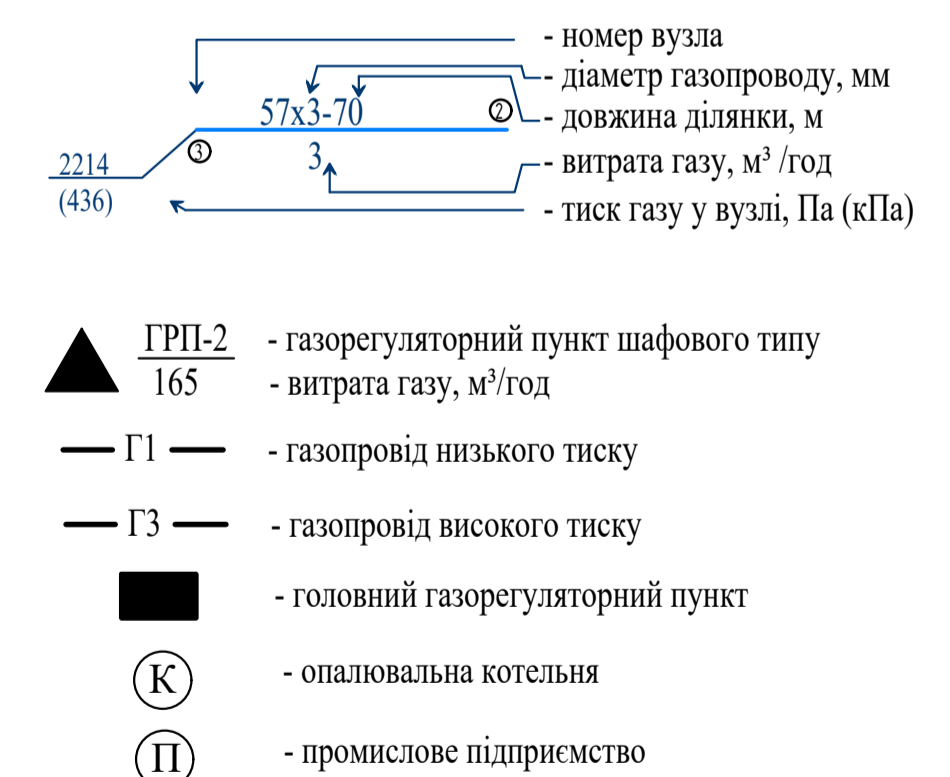 - номер вузла
- діаметр газопроводу, мм
57х3-70
②
- довжина ділянки, м
③
3
2214
- витрата газу, м³ /год
(436)
- тиск газу у вузлі, Па (кПа)
ГРП-2 - газорегуляторний пункт шафового типу
165 - витрата газу, м³/год
Г1 - газопровід низького тиску
Г3 - газопровід високого тиску
- головний газорегуляторний пункт
К - опалювальна котельня
П - промислове підприємство